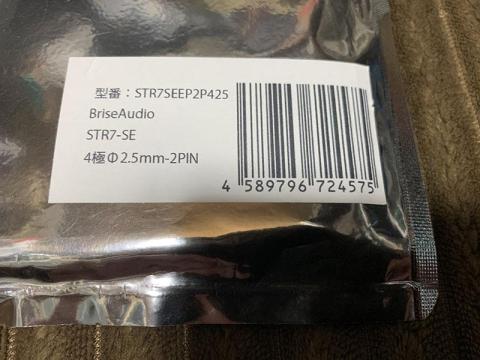 型番：STR7SEEP2P425
BriseAudio
STR7-SE
4極Φ2.5mm-2PIN
4 589796 724575